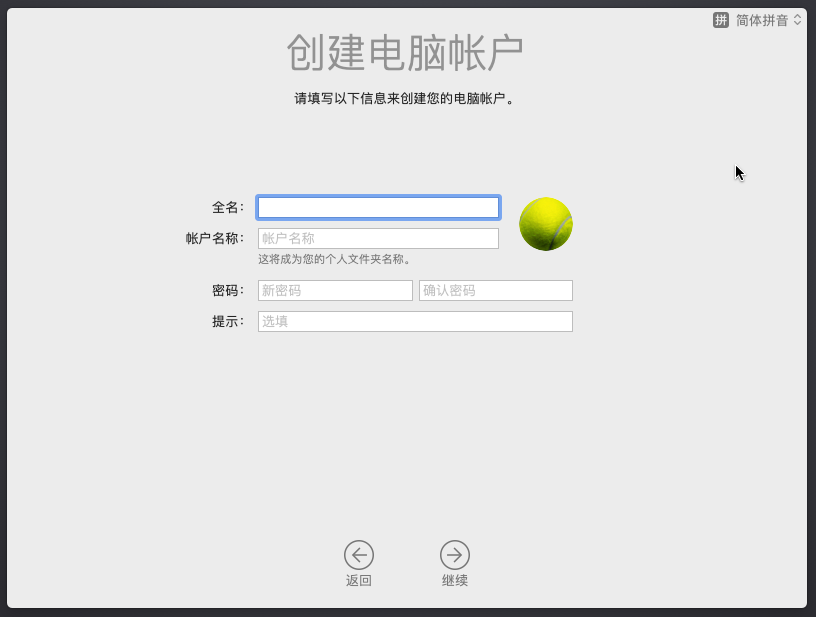 拼 简体拼音
创建电脑帐户
请填写以下信息来创建您的电脑帐户。
全名：
帐户名称： 帐户名称
这将成为您的个人文件夹名称。
密码： 新密码 确认密码
提示： 选填
返回 继续